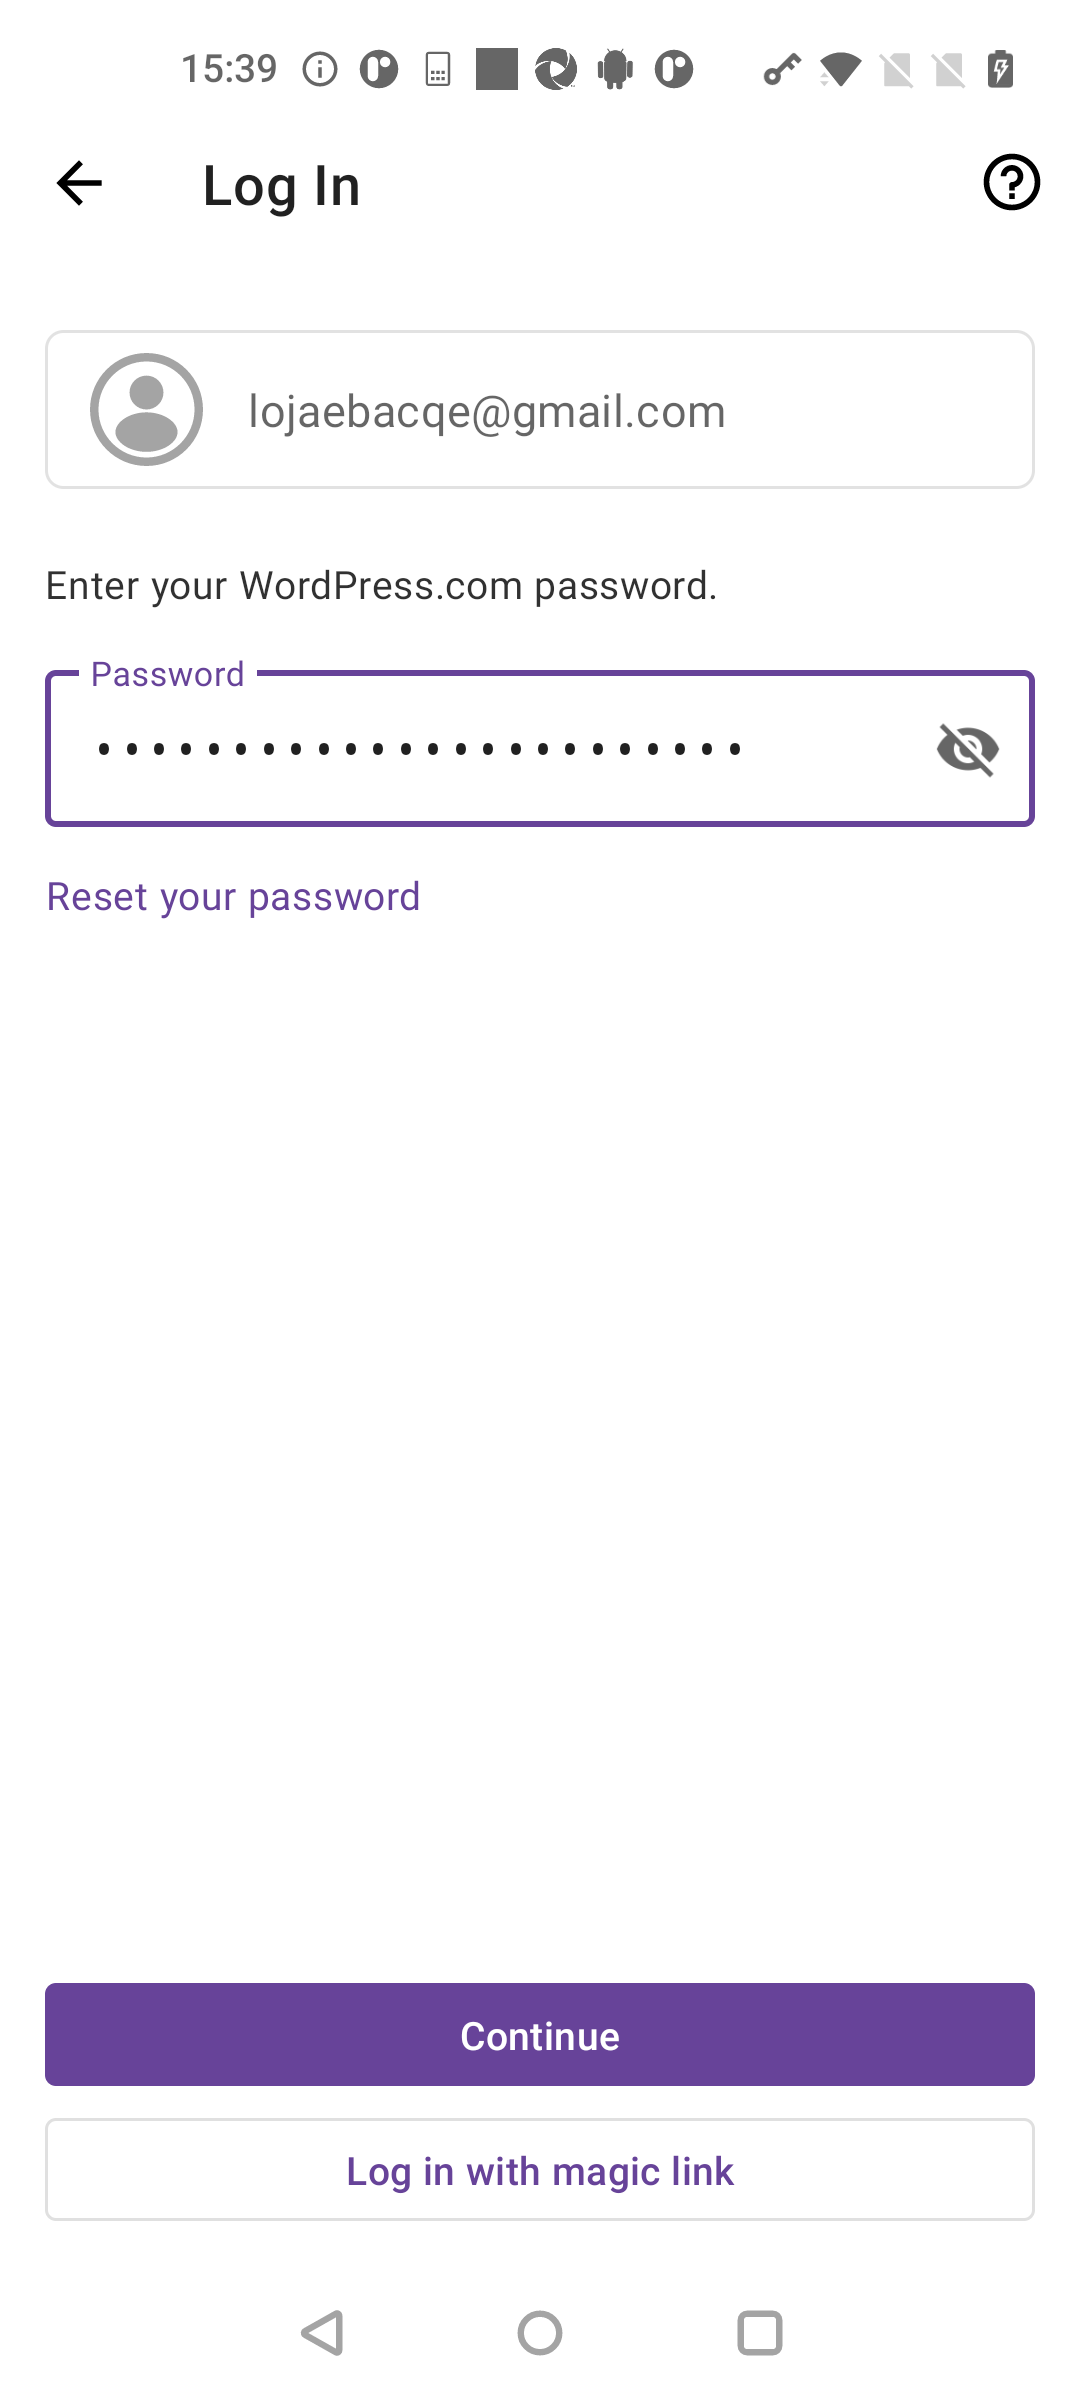 15:39
Log In
lojaebacqe@gmail.com
Enter your WordPress.com password.
Password
••••••••••••••••••••••••
Reset your password
Continue
Log in with magic link